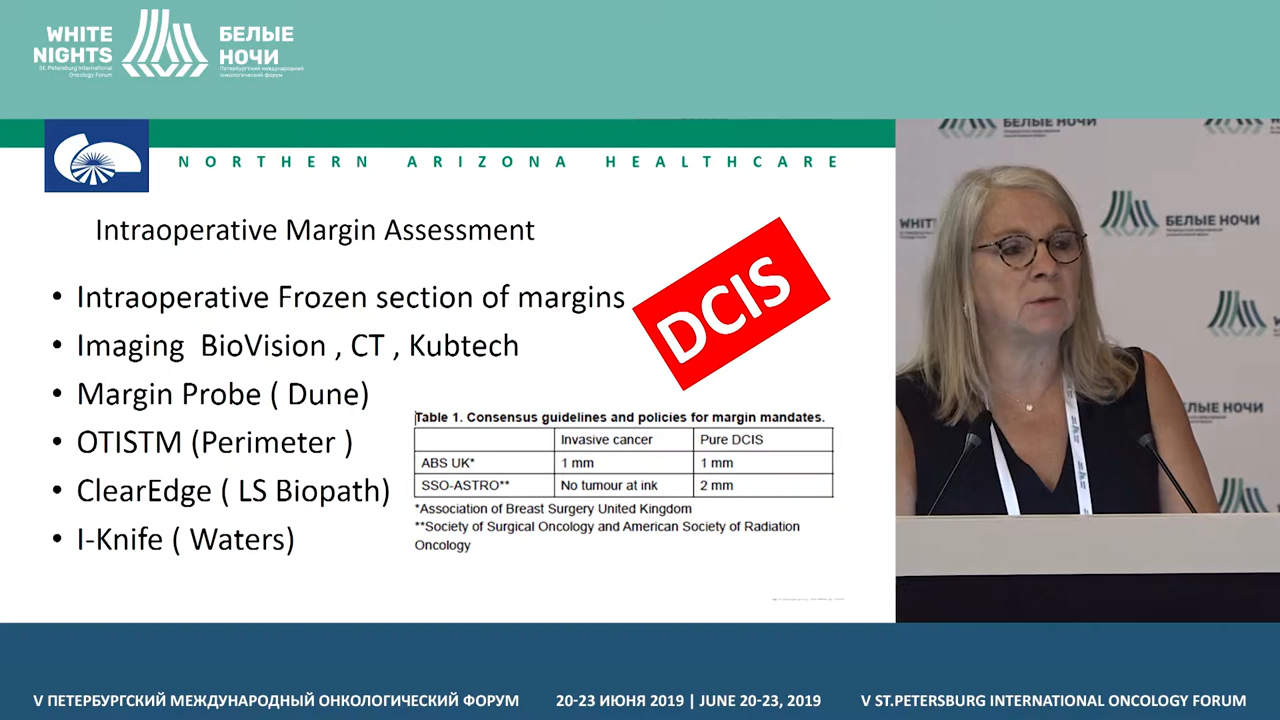 WHITE
NIGHTS
St. Petersburg International
Oncology Forum
БЕЛЫЕ
НОЧИ
Петербургский международный
онкологический форум
NORTHERN ARIZONA HEALTHCARE
Intraoperative Margin Assessment
• Intraoperative Frozen section of margins
• Imaging BioVision , CT , Kubtech
• Margin Probe ( Dune)
• OTISTM (Perimeter )
• ClearEdge ( LS Biopath)
• I-Knife ( Waters)
DCIS
Table 1. Consensus guidelines and policies for margin mandates.
Invasive cancer Pure DCIS
ABS UK* 1 mm 1 mm
SSO-ASTRO** No tumour at ink 2 mm
*Association of Breast Surgery United Kingdom
**Society of Surgical Oncology and American Society of Radiation
Oncology
БЕЛЫЕ НОЧИ
WHIT
БЕЛЫЕ НОЧИ
БЕЛЫЕ НОЧИ
V ПЕТЕРБУРГСКИЙ МЕЖДУНАРОДНЫЙ ОНКОЛОГИЧЕСКИЙ ФОРУМ
20-23 ИЮНЯ 2019 | JUNE 20-23, 2019
V ST.PETERSBURG INTERNATIONAL ONCOLOGY FORUM